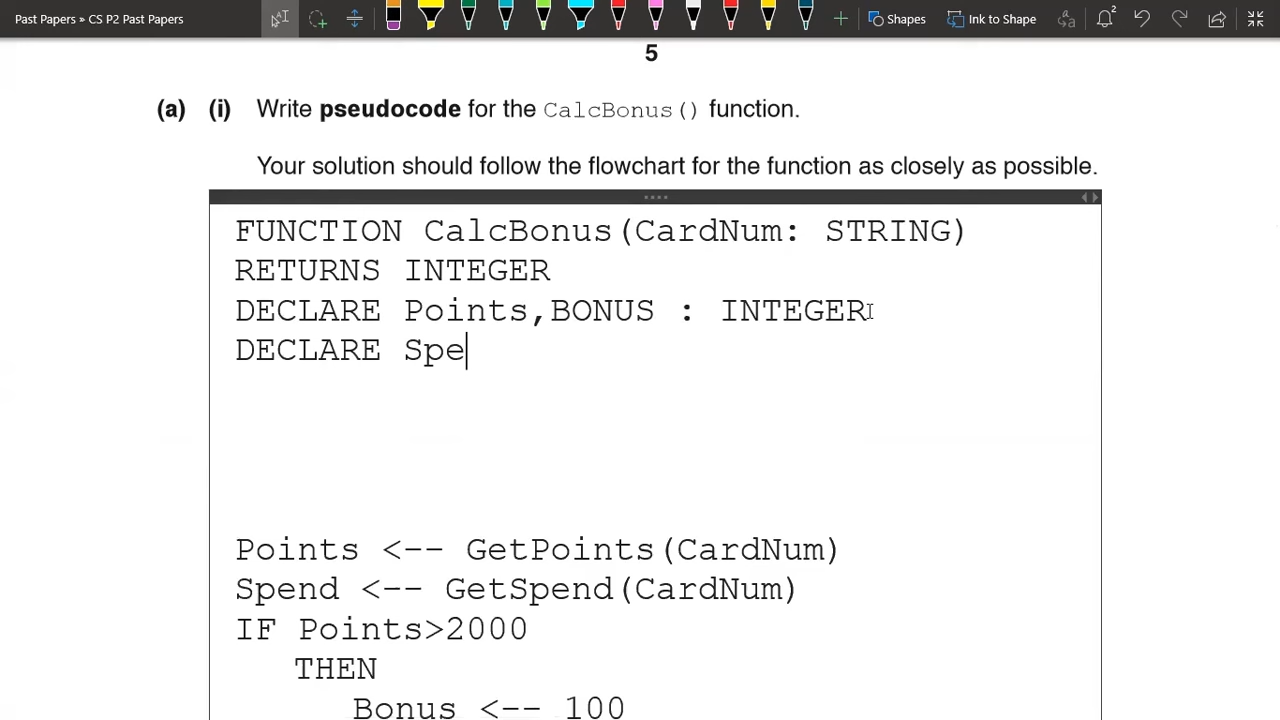 Past Papers » CS P2 Past Papers
Shapes
Ink to Shape
2
5
(a) (i) Write pseudocode for the CalcBonus() function.
Your solution should follow the flowchart for the function as closely as possible.
FUNCTION CalcBonus(CardNum: STRING)
RETURNS INTEGER
DECLARE Points,BONUS : INTEGER
DECLARE Spe
Points <-- GetPoints(CardNum)
Spend <-- GetSpend(CardNum)
IF Points>2000
THEN
Bonus <-- 100